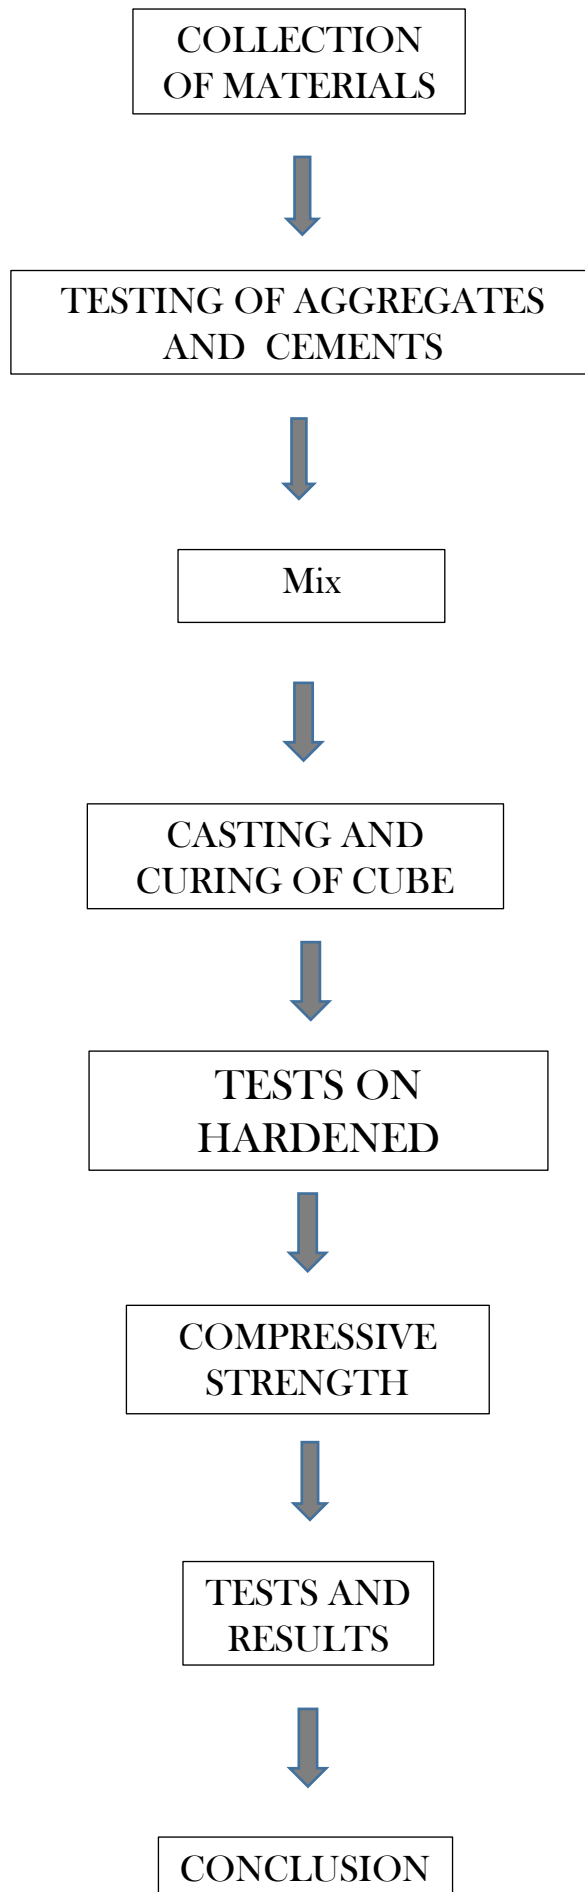 COLLECTION
OF MATERIALS
TESTING OF AGGREGATES
AND CEMENTS
Mix
CASTING AND
CURING OF CUBE
TESTS ON
HARDENED
COMPRESSIVE
STRENGTH
TESTS AND
RESULTS
CONCLUSION